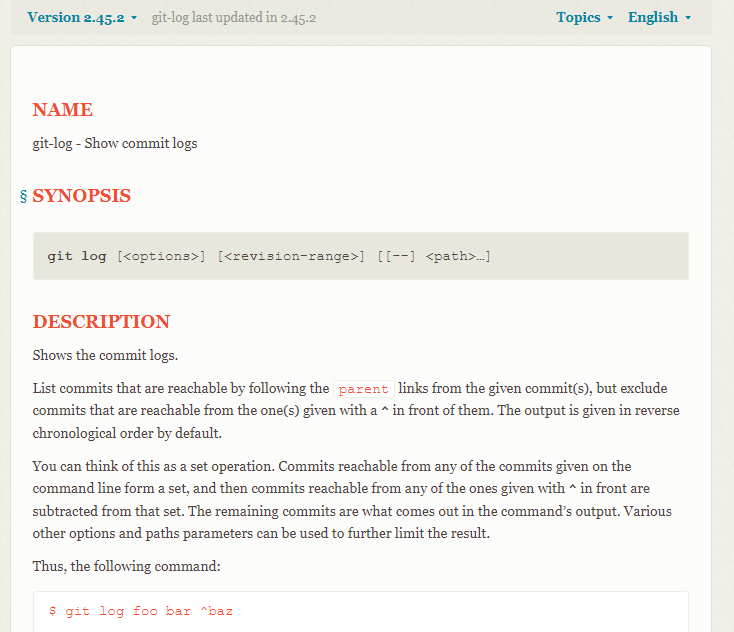 Version 2.45.2 git-log last updated in 2.45.2 Topics English
NAME
git-log - Show commit logs
§ SYNOPSIS
git log [<options>] [<revision-range>] [[--] <path>…]
DESCRIPTION
Shows the commit logs.
List commits that are reachable by following the parent links from the given commit(s), but exclude
commits that are reachable from the one(s) given with a ^ in front of them. The output is given in reverse
chronological order by default.
You can think of this as a set operation. Commits reachable from any of the commits given on the
command line form a set, and then commits reachable from any of the ones given with ^ in front are
subtracted from that set. The remaining commits are what comes out in the command’s output. Various
other options and paths parameters can be used to further limit the result.
Thus, the following command:
$ git log foo bar ^baz